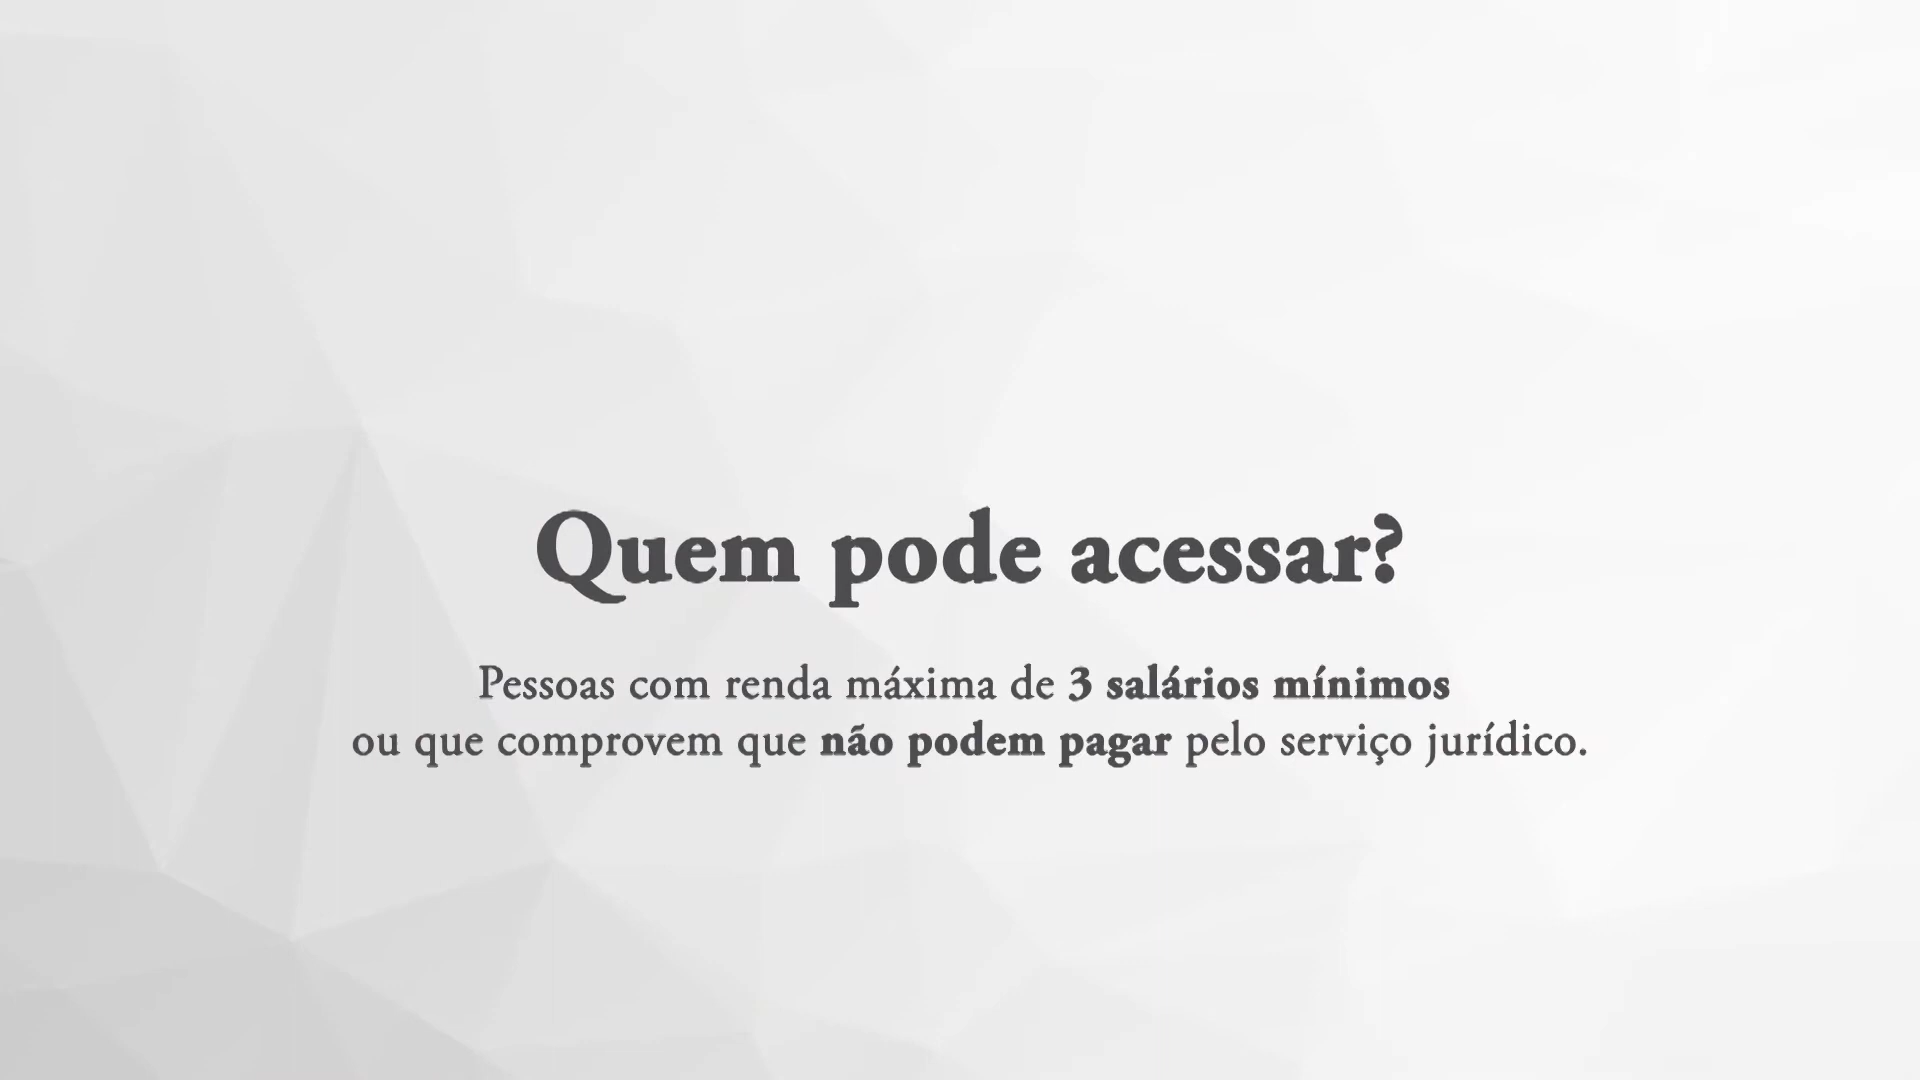 Quem pode acessar?
Pessoas com renda máxima de 3 salários mínimos
ou que comprovem que não podem pagar pelo serviço jurídico.